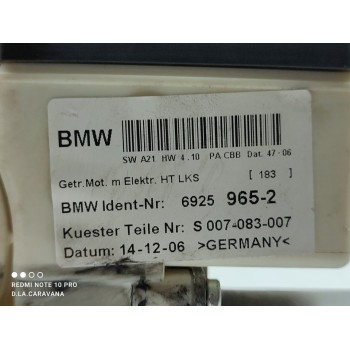 BMW
SW A21 HW 4.10 PA CBB Dat. 47-06
Getr.Mot. m Elektr. HT LKS [ 183 ]
BMW Ident-Nr: 6925 965-2
Kuester Teile Nr: S 007-083-007
Datum: 14-12-06 >GERMANY<
REDMI NOTE 10 PRO
D.LA.CARAVANA